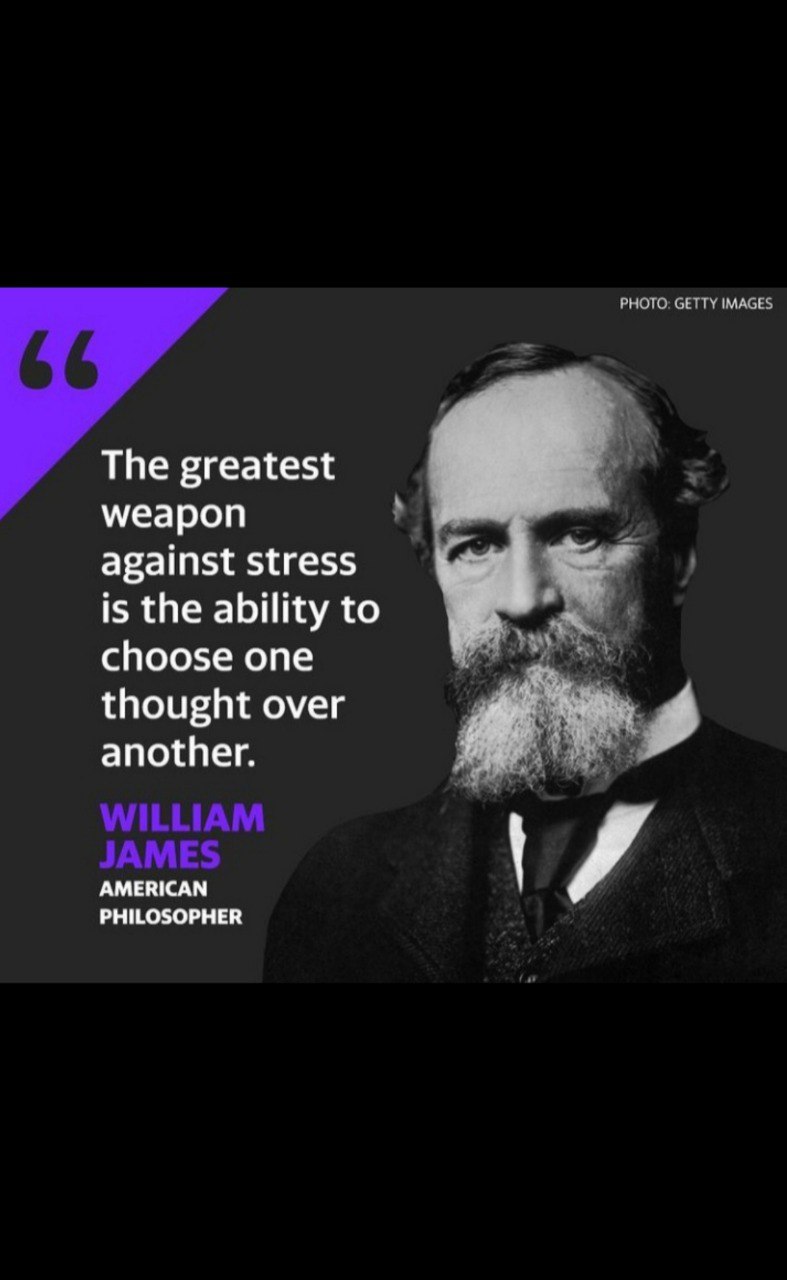 PHOTO: GETTY IMAGES
“
The greatest
weapon
against stress
is the ability to
choose one
thought over
another.
WILLIAM
JAMES
AMERICAN
PHILOSOPHER